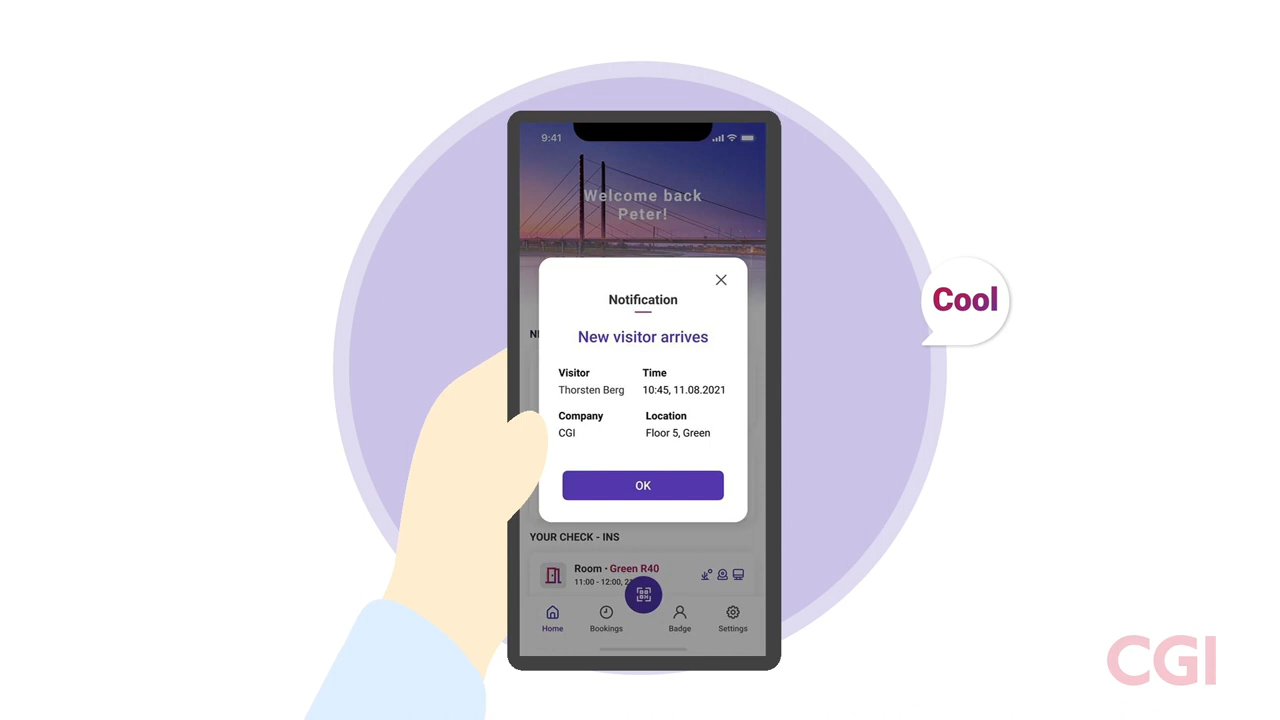 9:41
Welcome back
Peter!
Notification
New visitor arrives
Visitor Time
Thorsten Berg 10:45, 11.08.2021
Company Location
CGI Floor 5, Green
OK
YOUR CHECK - INS
Room · Green R40
11:00 - 12:00,
Home Bookings Badge Settings
Cool
CGI